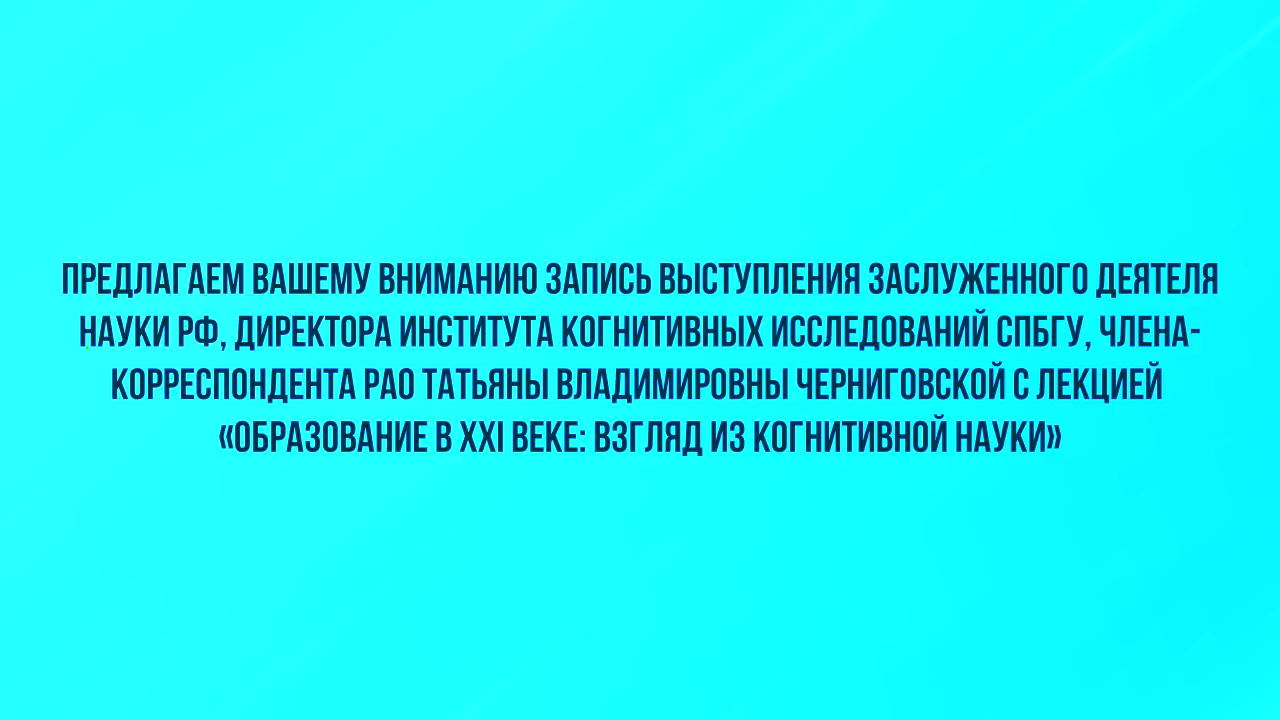 ПРЕДЛАГАЕМ ВАШЕМУ ВНИМАНИЮ ЗАПИСЬ ВЫСТУПЛЕНИЯ ЗАСЛУЖЕННОГО ДЕЯТЕЛЯ
НАУКИ РФ, ДИРЕКТОРА ИНСТИТУТА КОГНИТИВНЫХ ИССЛЕДОВАНИЙ СПБГУ, ЧЛЕНА-
КОРРЕСПОНДЕНТА РАО ТАТЬЯНЫ ВЛАДИМИРОВНЫ ЧЕРНИГОВСКОЙ С ЛЕКЦИЕЙ
«ОБРАЗОВАНИЕ В XXI ВЕКЕ: ВЗГЛЯД ИЗ КОГНИТИВНОЙ НАУКИ»